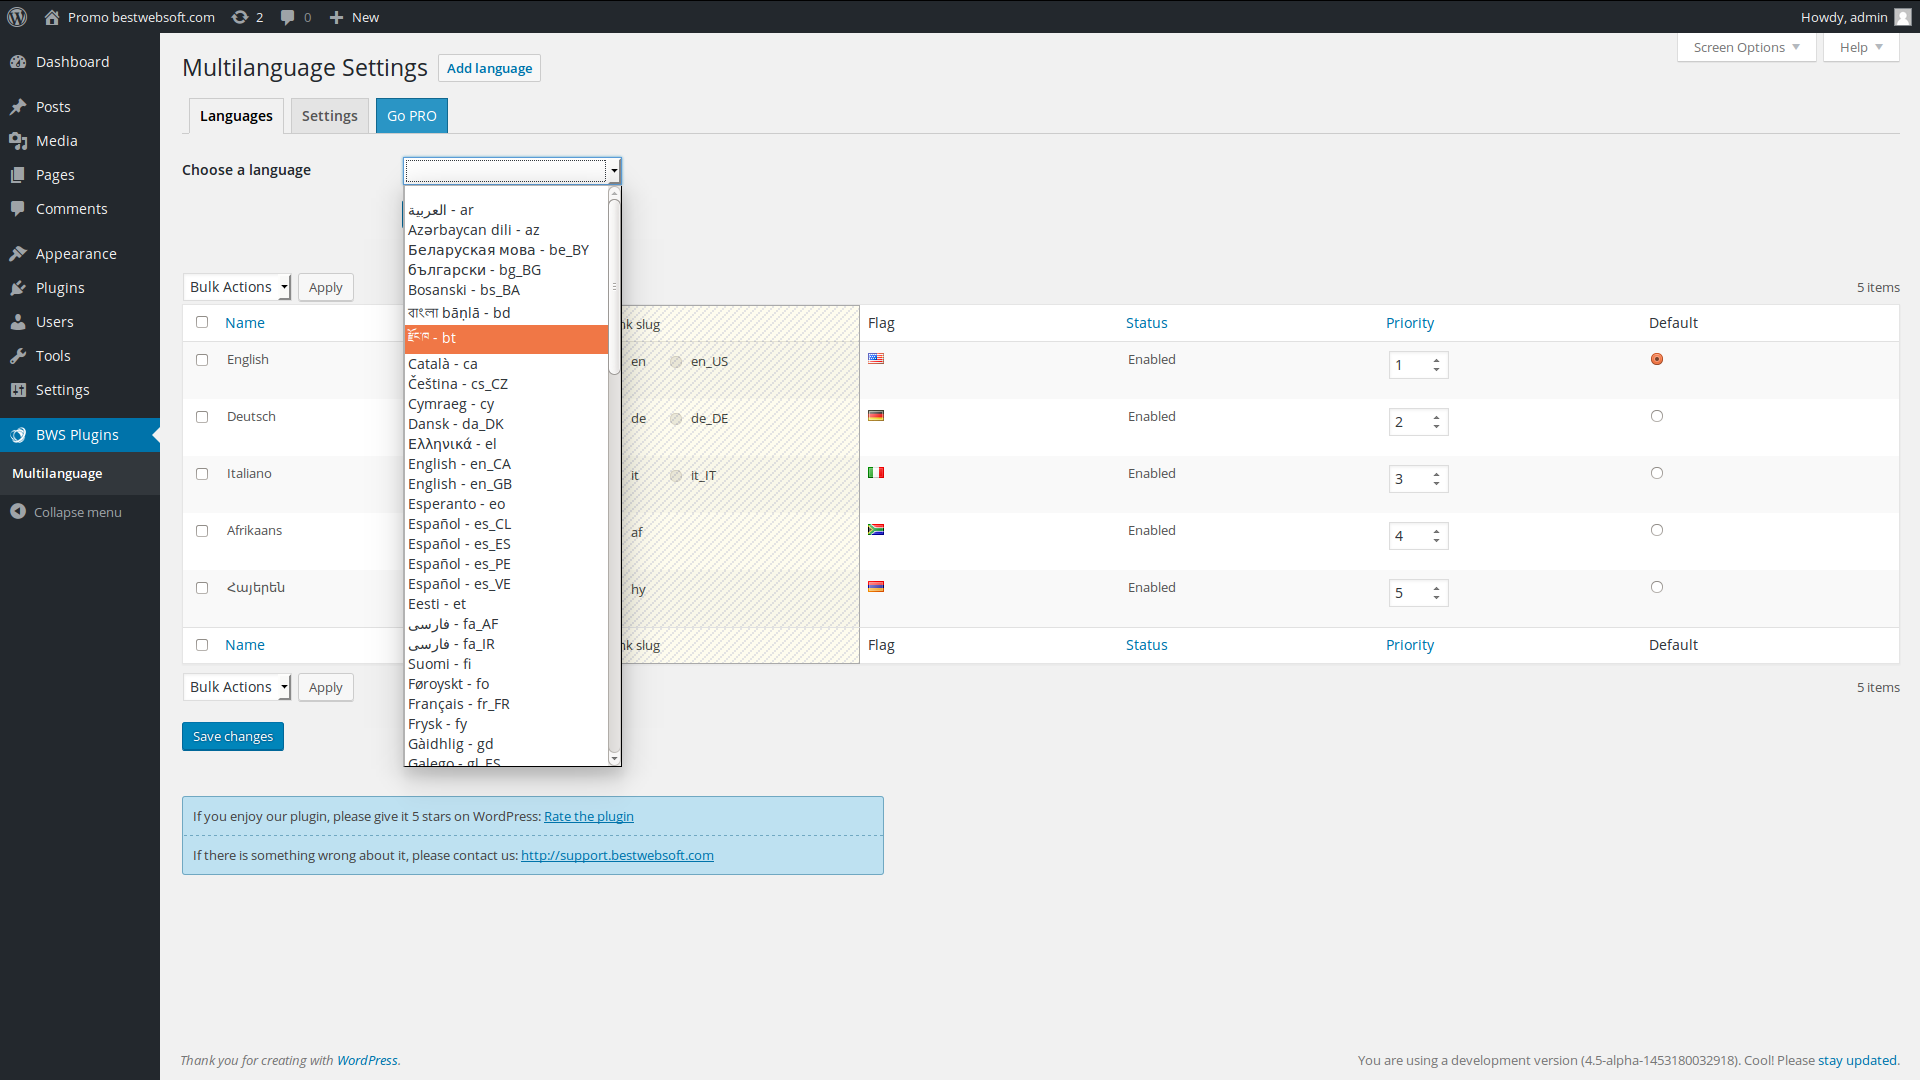 Promo bestwebsoft.com 2 0 New Howdy, admin
Screen Options Help
Dashboard
Posts
Media
Pages
Comments
Appearance
Plugins
Users
Tools
Settings
BWS Plugins
Multilanguage
Collapse menu
Multilanguage Settings Add language
Languages Settings Go PRO
Choose a language
العربية - ar
Azərbaycan dili - az
Беларуская мова - be_BY
български - bg_BG
Bosanski - bs_BA
বাংলা bāṇlā - bd
- bt
Català - ca
Čeština - cs_CZ
Cymraeg - cy
Dansk - da_DK
Ελληνικά - el
English - en_CA
English - en_GB
Esperanto - eo
Español - es_CL
Español - es_ES
Español - es_PE
Español - es_VE
Eesti - et
فارسی - fa_AF
فارسی - fa_IR
Suomi - fi
Føroyskt - fo
Français - fr_FR
Frysk - fy
Gàidhlig - gd
Galego - gl_ES
Bulk Actions Apply 5 items
Name nk slug Flag Status Priority Default
English en en_US Enabled 1
Deutsch de de_DE Enabled 2
Italiano it it_IT Enabled 3
Afrikaans af Enabled 4
Հայերեն hy Enabled 5
Name nk slug Flag Status Priority Default
Bulk Actions Apply 5 items
Save changes
If you enjoy our plugin, please give it 5 stars on WordPress: Rate the plugin
If there is something wrong about it, please contact us: http://support.bestwebsoft.com
Thank you for creating with WordPress. You are using a development version (4.5-alpha-1453180032918). Cool! Please stay updated.